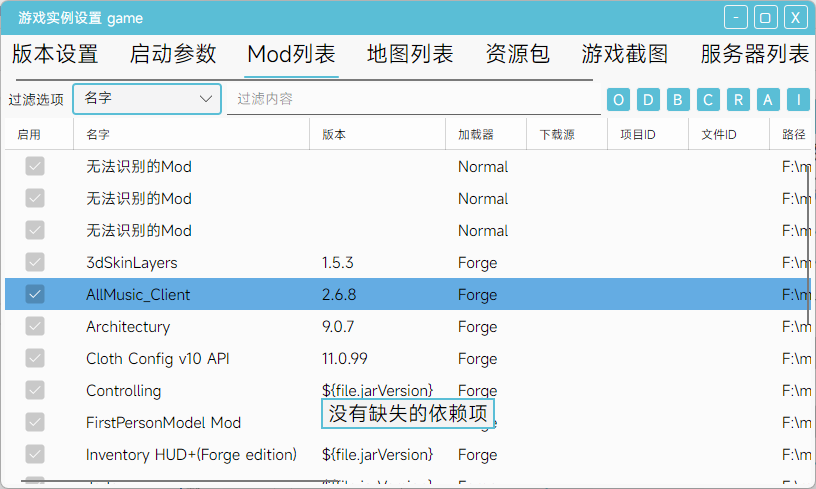 游戏实例设置 game
- X
版本设置 启动参数 Mod列表 地图列表 资源包 游戏截图 服务器列表
过滤选项 名字 过滤内容 O D B C R A I
启用 名字 版本 加载器 下载源 项目ID 文件ID 路径
无法识别的Mod Normal F:\m
无法识别的Mod Normal F:\m
无法识别的Mod Normal F:\m
3dSkinLayers 1.5.3 Forge F:\m
AllMusic_Client 2.6.8 Forge F:\m
Architectury 9.0.7 Forge F:\m
Cloth Config v10 API 11.0.99 Forge F:\m
Controlling ${file.jarVersion} Forge F:\m
没有缺失的依赖项
FirstPersonModel Mod F:\m
Inventory HUD+(Forge edition) ${file.jarVersion} Forge F:\m